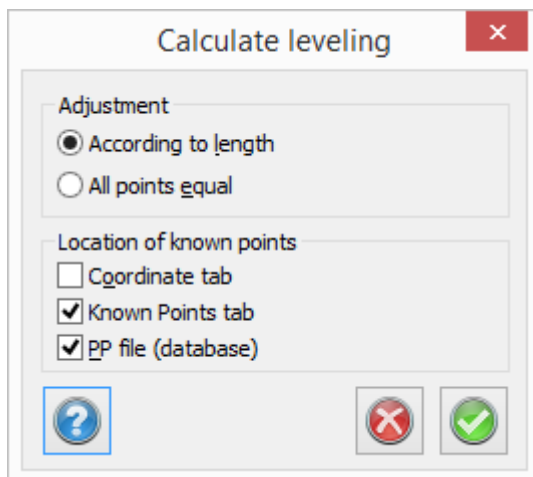 Calculate leveling
Adjustment
According to length
All points equal
Location of known points
Coordinate tab
Known Points tab
PP file (database)